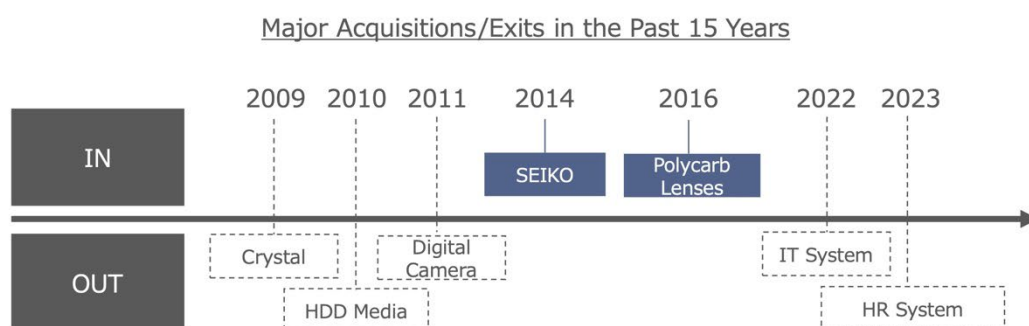 Major Acquisitions/Exits in the Past 15 Years
2009 2010 2011 2014 2016 2022 2023
IN
SEIKO
Polycarb
Lenses
OUT
Crystal
HDD Media
Digital
Camera
IT System
HR System